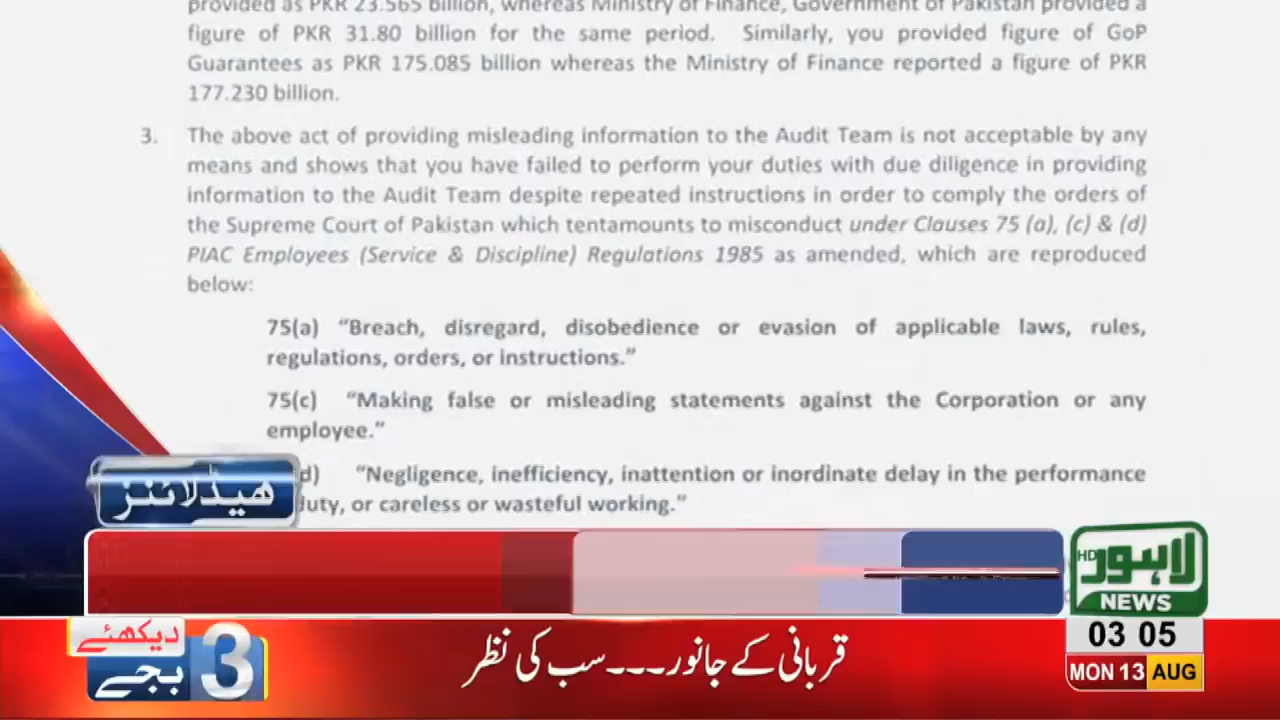 provided as PKR 23.565 billion, whereas Ministry of Finance, Government of Pakistan provided a
figure of PKR 31.80 billion for the same period. Similarly, you provided figure of GoP
Guarantees as PKR 175.085 billion whereas the Ministry of Finance reported a figure of PKR
177.230 billion.
3. The above act of providing misleading information to the Audit Team is not acceptable by any
means and shows that you have failed to perform your duties with due diligence in providing
information to the Audit Team despite repeated instructions in order to comply the orders of
the Supreme Court of Pakistan which tentamounts to misconduct under Clauses 75 (a), (c) & (d)
PIAC Employees (Service & Discipline) Regulations 1985 as amended, which are reproduced
below:
75(a) “Breach, disregard, disobedience or evasion of applicable laws, rules,
regulations, orders, or instructions.”
75(c) “Making false or misleading statements against the Corporation or any
employee.”
d) “Negligence, inefficiency, inattention or inordinate delay in the performance
duty, or careless or wasteful working.”
ھیڈلائنز
HD
لاہور
NEWS
03 05
MON 13 AUG
دیکھئے
3
بجے
قربانی کے جانور۔۔۔سب کی نظر